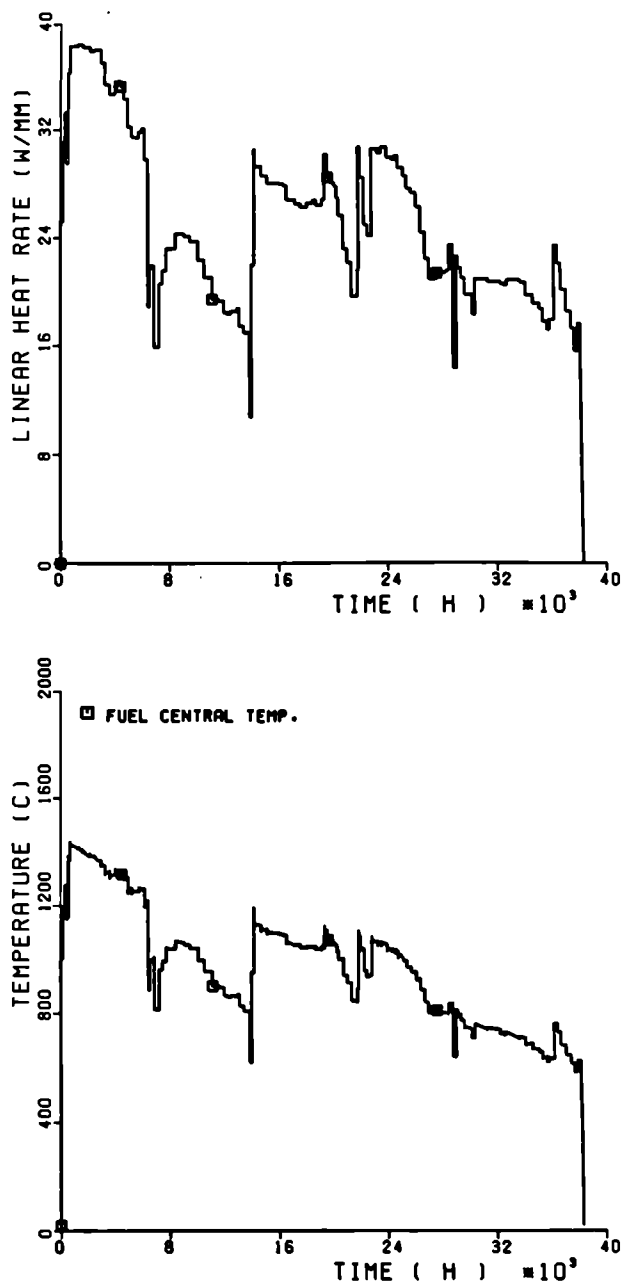 LINEAR HEAT RATE (W/MM)
40
32
24
16
8
0
0 8 16 24 32 40
TIME ( H ) *10³
TEMPERATURE (C)
2000
1600
1200
800
400
0
FUEL CENTRAL TEMP.
0 8 16 24 32 40
TIME ( H ) *10³